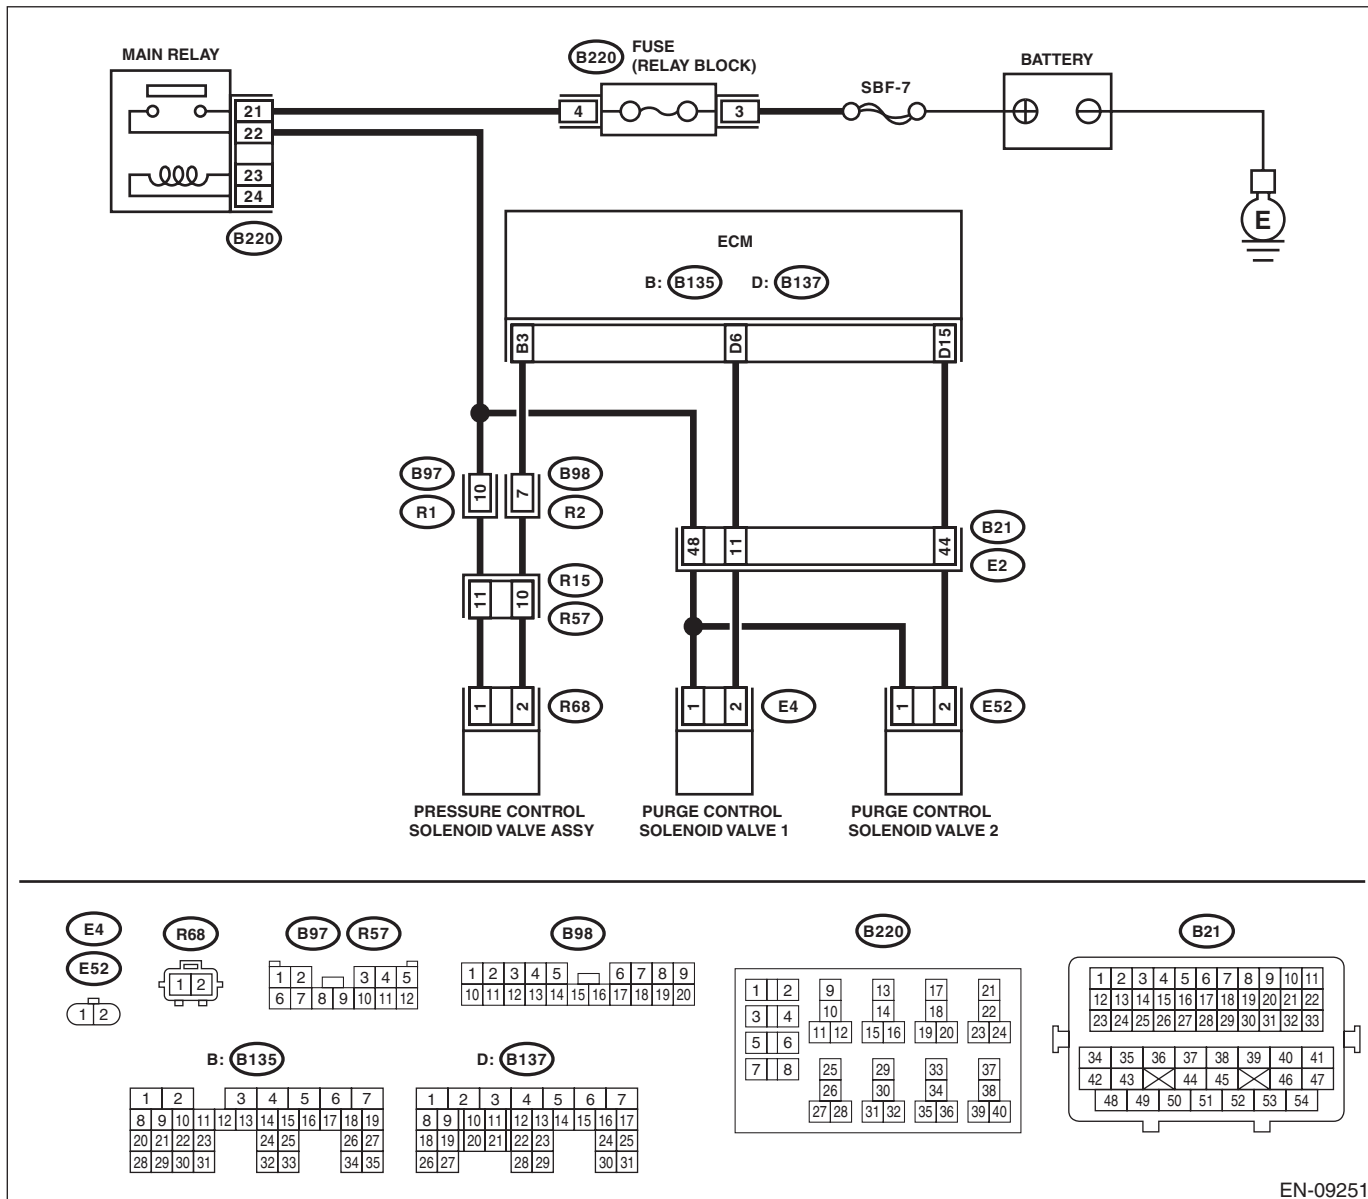 MAIN RELAY
B220
FUSE
(RELAY BLOCK)
SBF-7
BATTERY
21
22
23
24
B220
4
3
E
ECM
B: B135 D: B137
B3
D6
D15
B97
R1
10
7
B98
R2
48
11
44
B21
E2
11
10
R15
R57
1
2
R68
1
2
E4
1
2
E52
PRESSURE CONTROL
SOLENOID VALVE ASSY
PURGE CONTROL
SOLENOID VALVE 1
PURGE CONTROL
SOLENOID VALVE 2
E4
E52
1 2
R68
1 2
B97 R57
1 2 3 4 5
6 7 8 9 10 11 12
B98
1 2 3 4 5 6 7 8 9
10 11 12 13 14 15 16 17 18 19 20
B220
1 2 9 13 17 21
3 4 10 14 18 22
11 12 15 16 19 20 23 24
5 6
7 8 25 29 33 37
26 30 34 38
27 28 31 32 35 36 39 40
B21
1 2 3 4 5 6 7 8 9 10 11
12 13 14 15 16 17 18 19 20 21 22
23 24 25 26 27 28 29 30 31 32 33
34 35 36 37 38 39 40 41
42 43 44 45 46 47
48 49 50 51 52 53 54
B: B135
1 2 3 4 5 6 7
8 9 10 11 12 13 14 15 16 17 18 19
20 21 22 23 24 25 26 27
28 29 30 31 32 33 34 35
D: B137
1 2 3 4 5 6 7
8 9 10 11 12 13 14 15 16 17
18 19 20 21 22 23 24 25
26 27 28 29 30 31
EN-09251